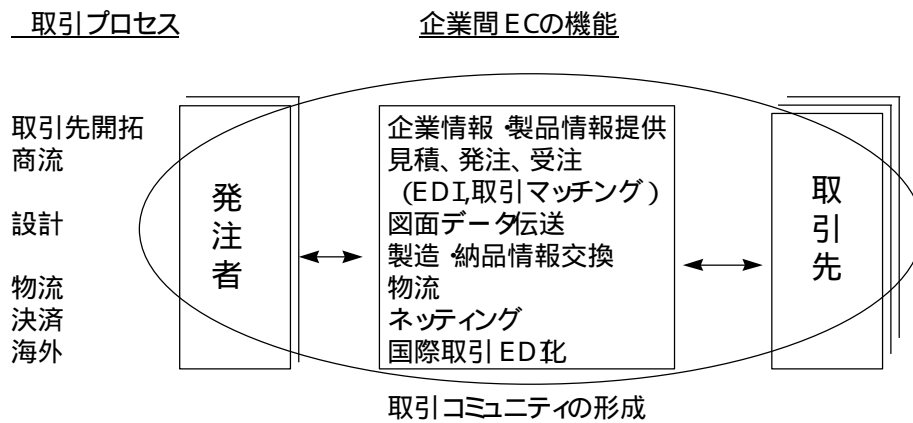 取引プロセス
企業間ECの機能
取引先開拓
商流
設計
物流
決済
海外
発注者
企業情報・製品情報提供
見積、発注、受注
(EDI,取引マッチング)
図面データ伝送
製造・納品情報交換
物流
ネッティング
国際取引EDI化
取引先
取引コミュニティの形成